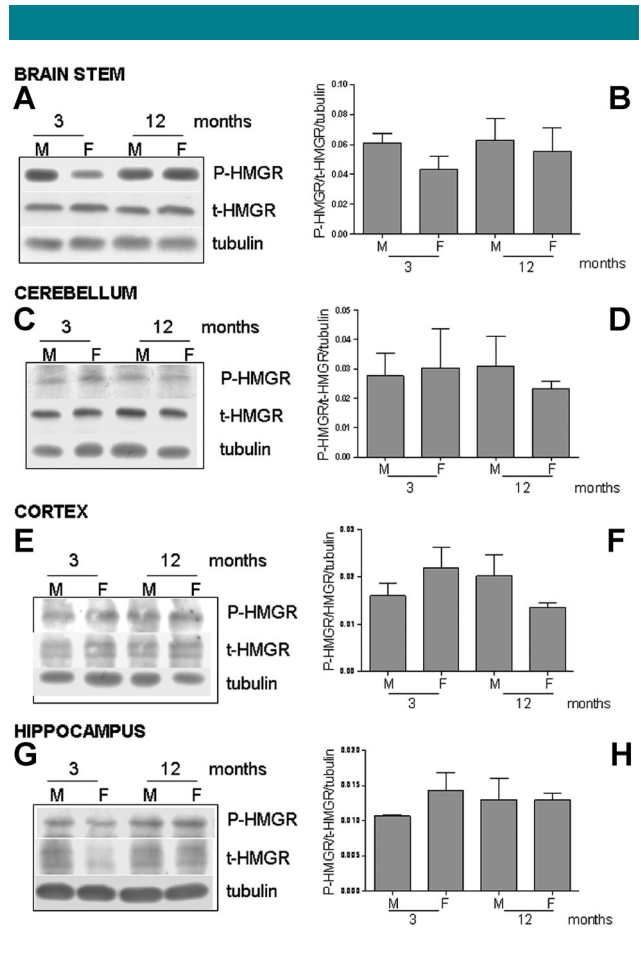 BRAIN STEM
A
3 12 months
M F M F
P-HMGR
t-HMGR
tubulin
B
P-HMGR/t-HMGR/tubulin
0.10
0.08
0.06
0.04
0.02
0.00
M F M F
3 12 months
CEREBELLUM
C
3 12 months
M F M F
P-HMGR
t-HMGR
tubulin
D
P-HMGR/t-HMGR/tubulin
0.05
0.04
0.03
0.02
0.01
0.00
M F M F
3 12 months
CORTEX
E
3 12 months
M F M F
P-HMGR
t-HMGR
tubulin
F
P-HMGR/HMGR/tubulin
0.03
0.02
0.01
0.00
M F M F
3 12 months
HIPPOCAMPUS
G
3 12 months
M F M F
P-HMGR
t-HMGR
tubulin
H
P-HMGR/t-HMGR/tubulin
0.020
0.015
0.010
0.005
0.000
M F M F
3 12 months